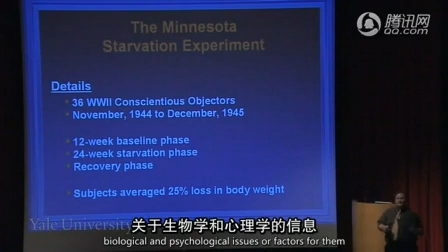 The Minnesota
Starvation Experiment
腾讯网
QQ.com
Details
36 WWII Conscientious Objectors
November, 1944 to December, 1945
12-week baseline phase
24-week starvation phase
Recovery phase
Subjects averaged 25% loss in body weight
Yale University
关于生物学和心理学的信息
biological and psychological issues or factors for them